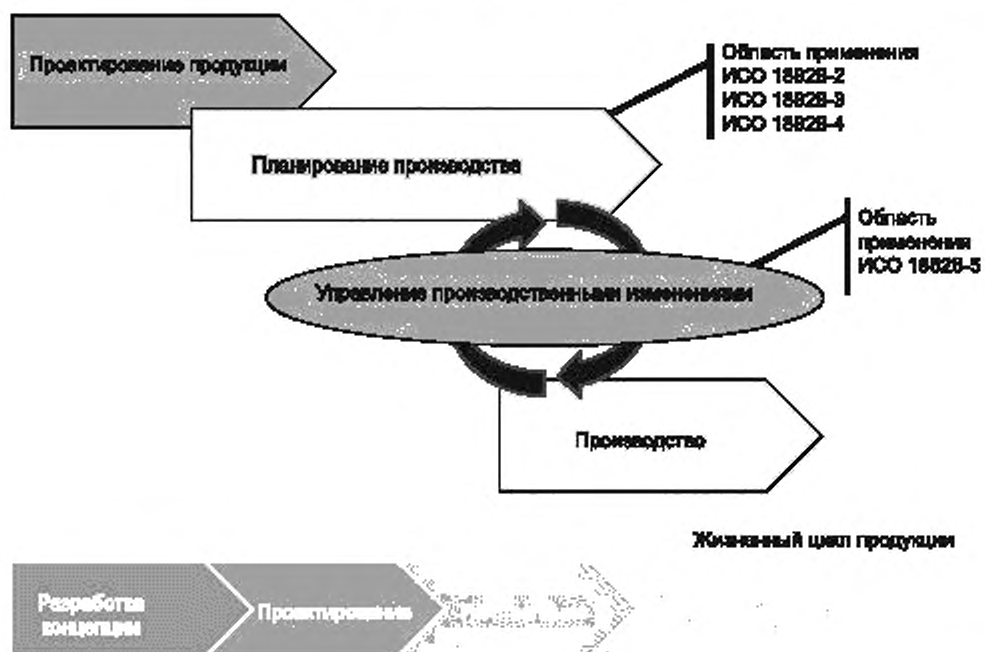 Проектирование продукции
Область применения
ИСО 18828-2
ИСО 18828-3
ИСО 18828-4
Планирование производства
Область
применения
ИСО 18828-5
Управление производственными изменениями
Производство
Жизненный цикл продукции
Разработка
концепции
Проектирование